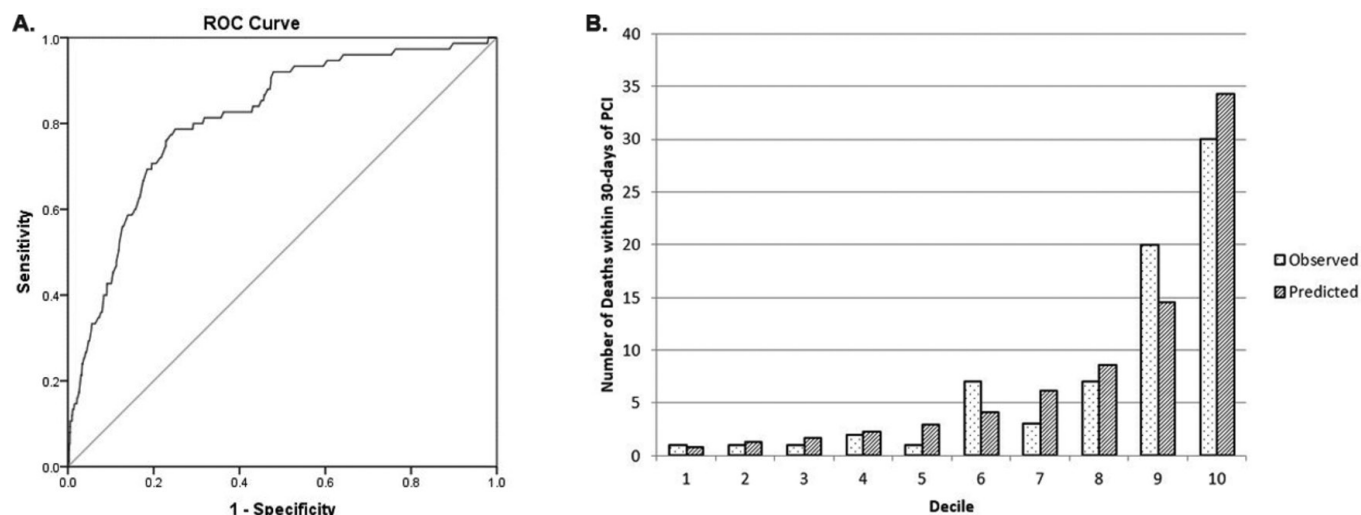 A.
ROC Curve
1.0
0.8
0.6
0.4
0.2
0.0
Sensitivity
0.0 0.2 0.4 0.6 0.8 1.0
1 - Specificity
B.
40
35
30
25
20
15
10
5
0
Number of Deaths within 30-days of PCI
1 2 3 4 5 6 7 8 9 10
Decile
Observed
Predicted